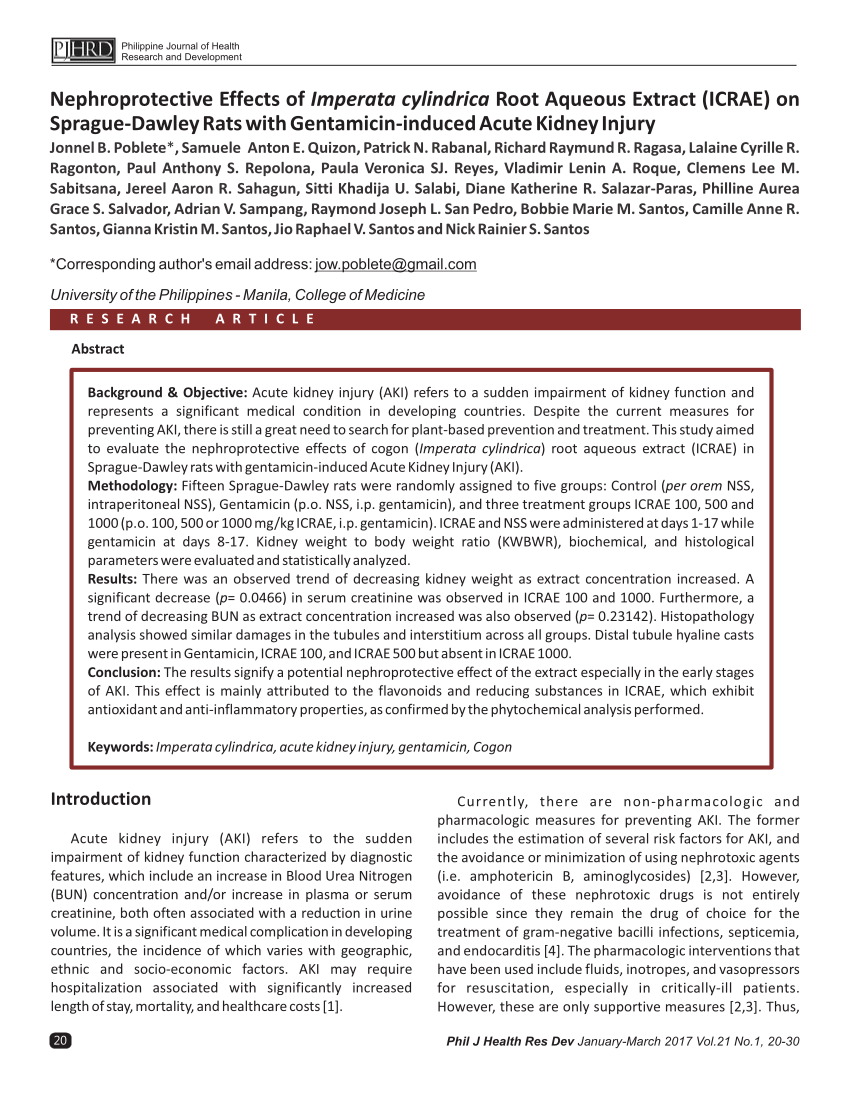 PJHRD
Philippine Journal of Health
Research and Development
Nephroprotective Effects of Imperata cylindrica Root Aqueous Extract (ICRAE) on
Sprague-Dawley Rats with Gentamicin-induced Acute Kidney Injury
Jonnel B. Poblete*, Samuele Anton E. Quizon, Patrick N. Rabanal, Richard Raymund R. Ragasa, Lalaine Cyrille R.
Ragonton, Paul Anthony S. Repolona, Paula Veronica SJ. Reyes, Vladimir Lenin A. Roque, Clemens Lee M.
Sabitsana, Jereel Aaron R. Sahagun, Sitti Khadija U. Salabi, Diane Katherine R. Salazar-Paras, Philline Aurea
Grace S. Salvador, Adrian V. Sampang, Raymond Joseph L. San Pedro, Bobbie Marie M. Santos, Camille Anne R.
Santos, Gianna Kristin M. Santos, Jio Raphael V. Santos and Nick Rainier S. Santos
*Corresponding author's email address: jow.poblete@gmail.com
University of the Philippines - Manila, College of Medicine
RESEARCH ARTICLE
Abstract
Background & Objective: Acute kidney injury (AKI) refers to a sudden impairment of kidney function and
represents a significant medical condition in developing countries. Despite the current measures for
preventing AKI, there is still a great need to search for plant-based prevention and treatment. This study aimed
to evaluate the nephroprotective effects of cogon (Imperata cylindrica) root aqueous extract (ICRAE) in
Sprague-Dawley rats with gentamicin-induced Acute Kidney Injury (AKI).
Methodology: Fifteen Sprague-Dawley rats were randomly assigned to five groups: Control (per orem NSS,
intraperitoneal NSS), Gentamicin (p.o. NSS, i.p. gentamicin), and three treatment groups ICRAE 100, 500 and
1000 (p.o. 100, 500 or 1000 mg/kg ICRAE, i.p. gentamicin). ICRAE and NSS were administered at days 1-17 while
gentamicin at days 8-17. Kidney weight to body weight ratio (KWBWR), biochemical, and histological
parameters were evaluated and statistically analyzed.
Results: There was an observed trend of decreasing kidney weight as extract concentration increased. A
significant decrease (p= 0.0466) in serum creatinine was observed in ICRAE 100 and 1000. Furthermore, a
trend of decreasing BUN as extract concentration increased was also observed (p= 0.23142). Histopathology
analysis showed similar damages in the tubules and interstitium across all groups. Distal tubule hyaline casts
were present in Gentamicin, ICRAE 100, and ICRAE 500 but absent in ICRAE 1000.
Conclusion: The results signify a potential nephroprotective effect of the extract especially in the early stages
of AKI. This effect is mainly attributed to the flavonoids and reducing substances in ICRAE, which exhibit
antioxidant and anti-inflammatory properties, as confirmed by the phytochemical analysis performed.
Keywords: Imperata cylindrica, acute kidney injury, gentamicin, Cogon
Introduction
Acute kidney injury (AKI) refers to the sudden
impairment of kidney function characterized by diagnostic
features, which include an increase in Blood Urea Nitrogen
(BUN) concentration and/or increase in plasma or serum
creatinine, both often associated with a reduction in urine
volume. It is a significant medical complication in developing
countries, the incidence of which varies with geographic,
ethnic and socio-economic factors. AKI may require
hospitalization associated with significantly increased
length of stay, mortality, and healthcare costs [1].
Currently, there are non-pharmacologic and
pharmacologic measures for preventing AKI. The former
includes the estimation of several risk factors for AKI, and
the avoidance or minimization of using nephrotoxic agents
(i.e. amphotericin B, aminoglycosides) [2,3]. However,
avoidance of these nephrotoxic drugs is not entirely
possible since they remain the drug of choice for the
treatment of gram-negative bacilli infections, septicemia,
and endocarditis [4]. The pharmacologic interventions that
have been used include fluids, inotropes, and vasopressors
for resuscitation, especially in critically-ill patients.
However, these are only supportive measures [2,3]. Thus,
20
Phil J Health Res Dev January-March 2017 Vol.21 No.1, 20-30